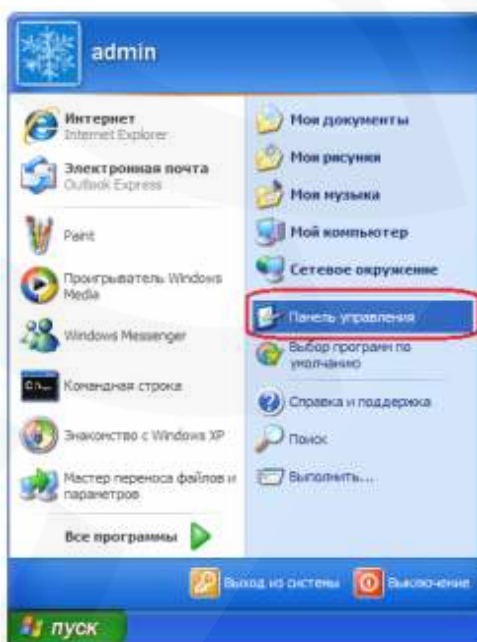 admin
Интернет
Internet Explorer
Электронная почта
Outlook Express
Paint
Проигрыватель Windows
Media
Windows Messenger
Командная строка
Знакомство с Windows XP
Мастер переноса файлов и
параметров
Все программы
Мои документы
Мои рисунки
Моя музыка
Мой компьютер
Сетевое окружение
Панель управления
Выбор программ по
умолчанию
Справка и поддержка
Поиск
Выполнить...
Выход из системы
Выключение
пуск